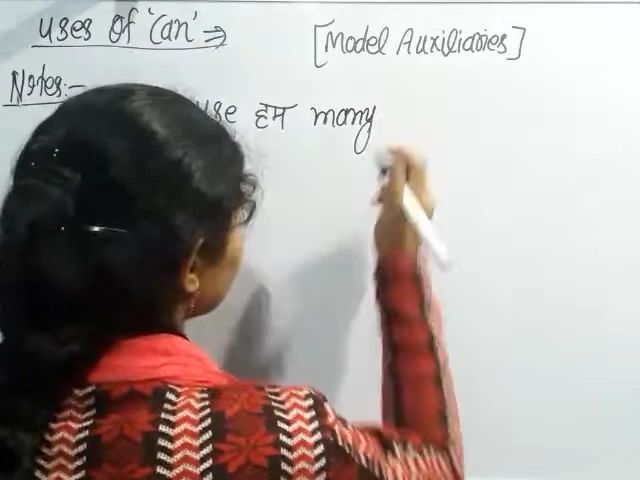 uses of 'Can' ⇒ [Model Auxiliaries]
Notes:-
use हम many